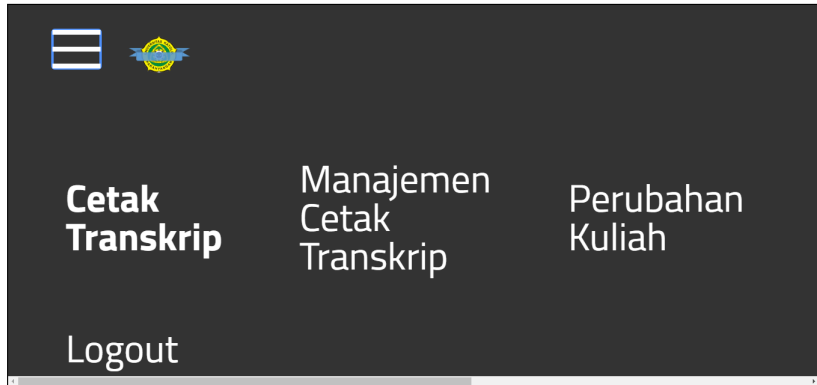 Cetak
Transkrip
Manajemen
Cetak
Transkrip
Perubahan
Kuliah
Logout